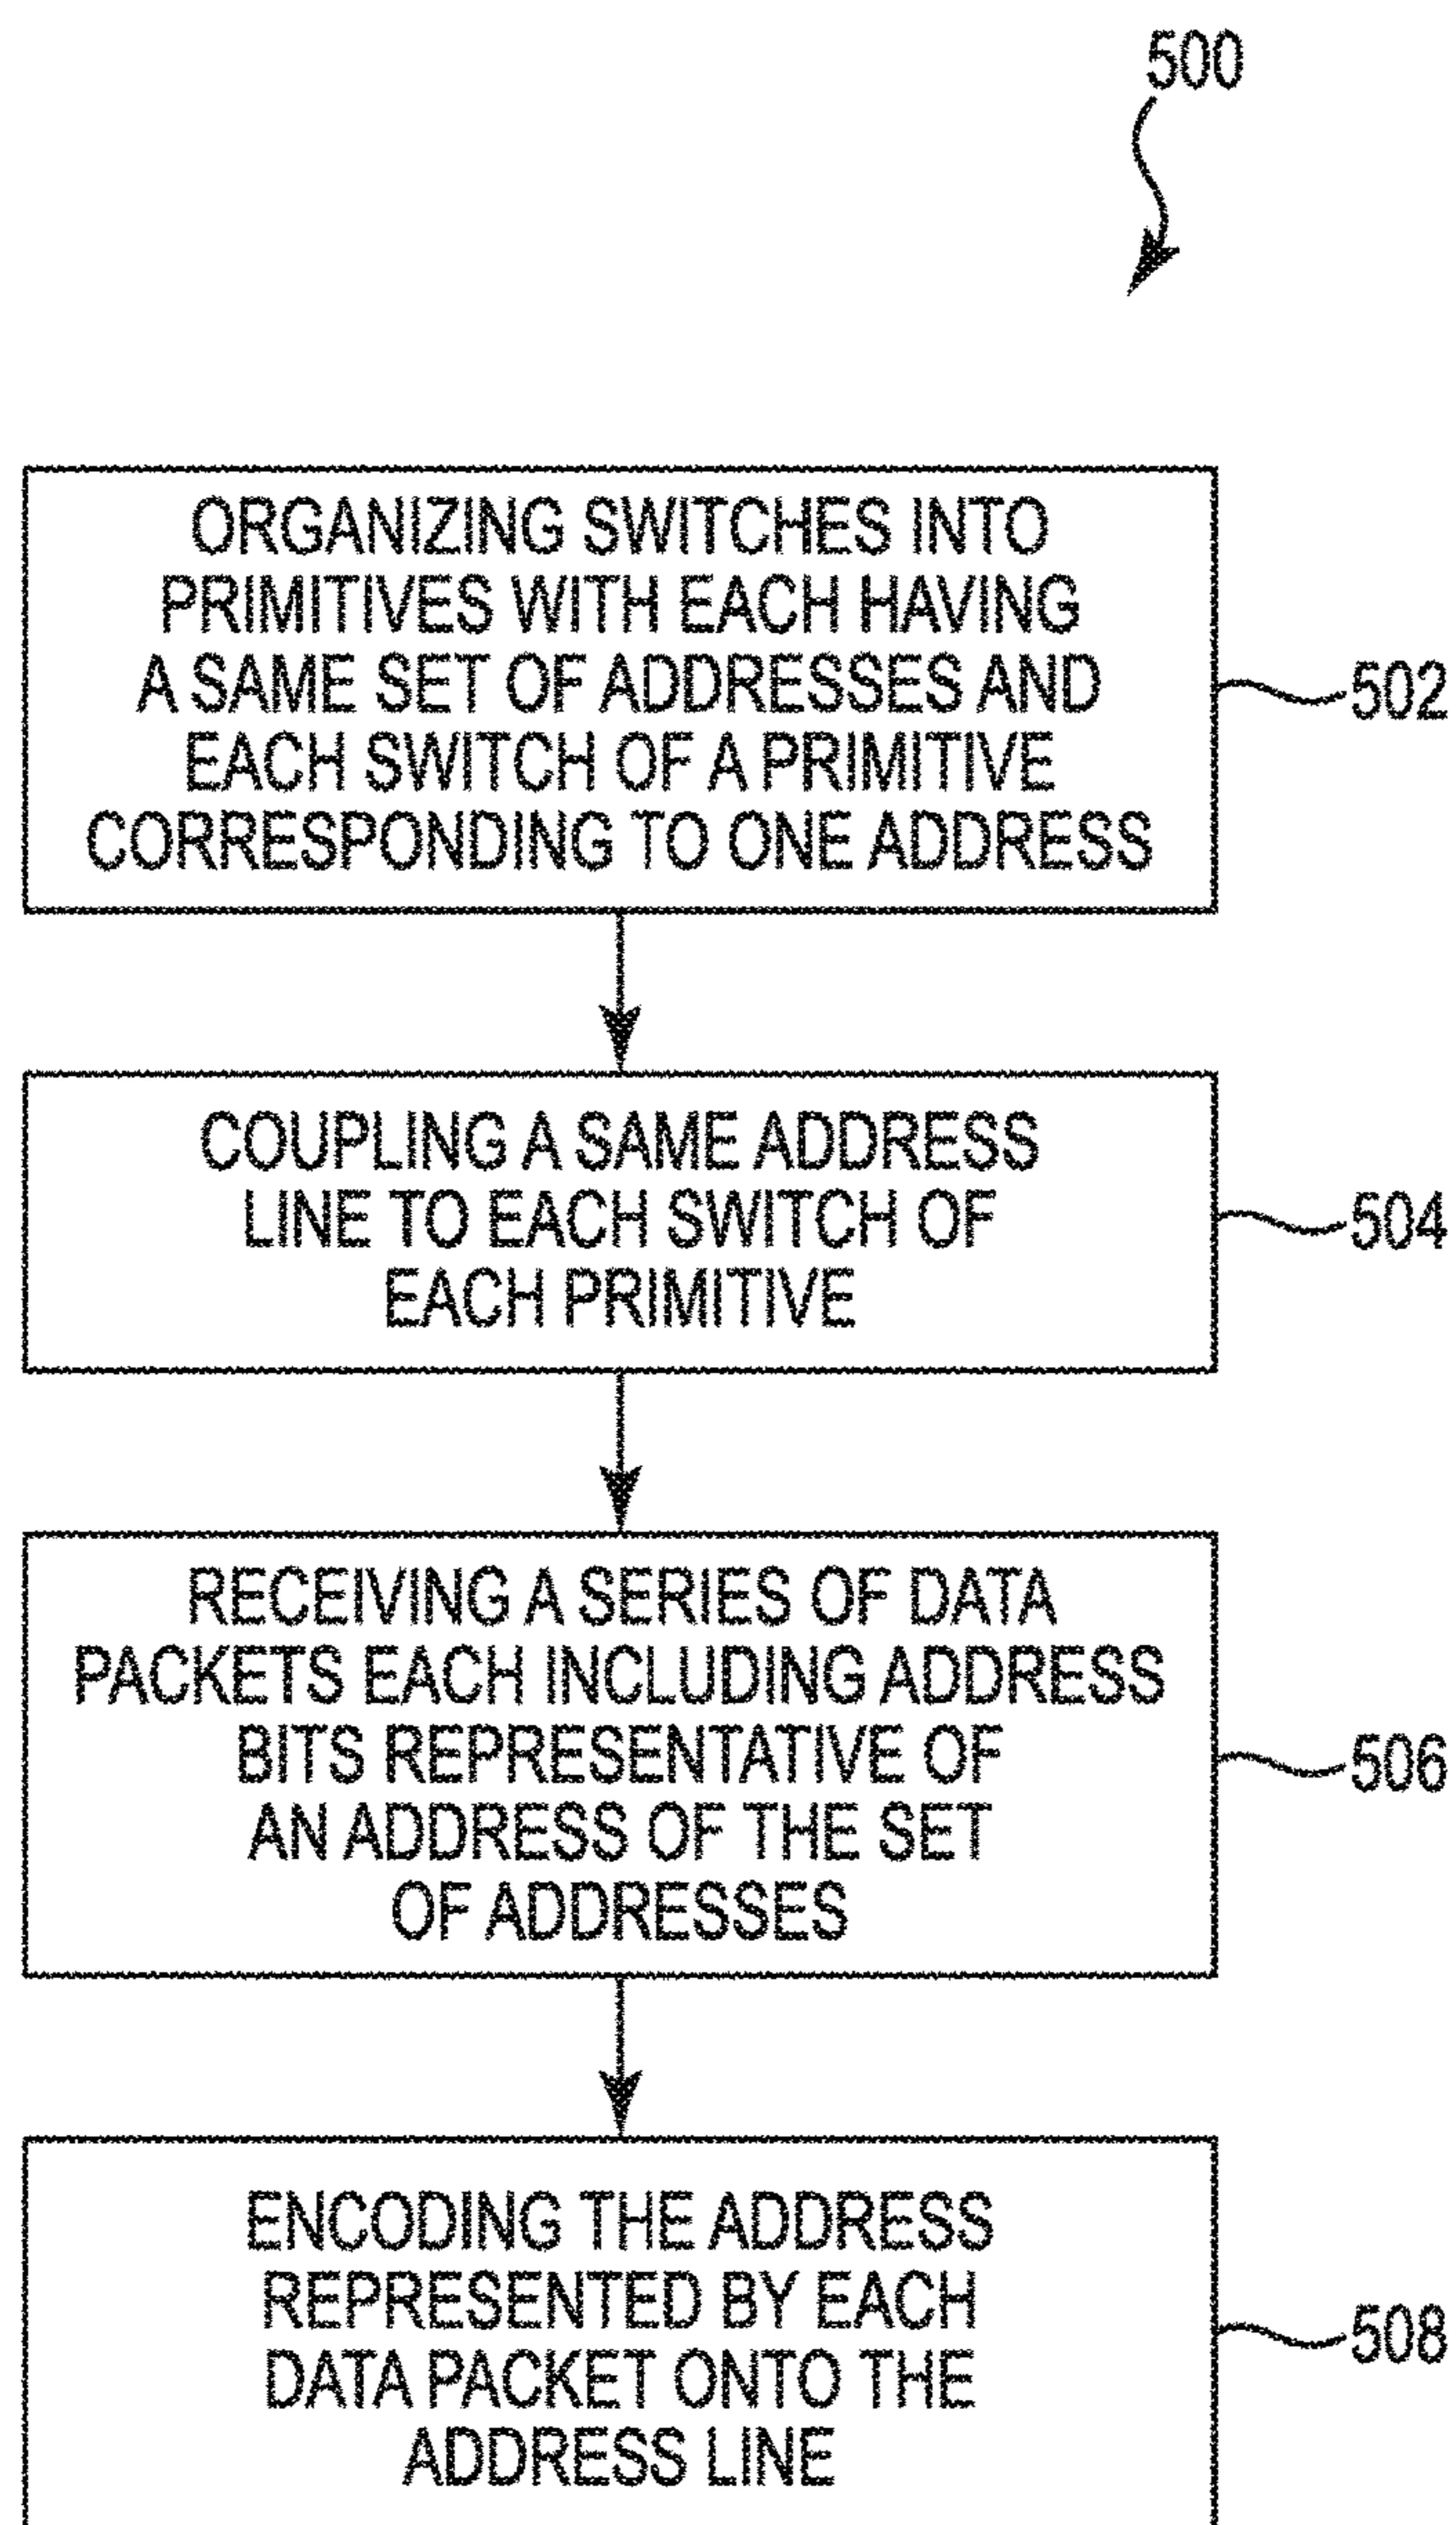 500
ORGANIZING SWITCHES INTO
PRIMITIVES WITH EACH HAVING
A SAME SET OF ADDRESSES AND
EACH SWITCH OF A PRIMITIVE
CORRESPONDING TO ONE ADDRESS
502
COUPLING A SAME ADDRESS
LINE TO EACH SWITCH OF
EACH PRIMITIVE
504
RECEIVING A SERIES OF DATA
PACKETS EACH INCLUDING ADDRESS
BITS REPRESENTATIVE OF
AN ADDRESS OF THE SET
OF ADDRESSES
506
ENCODING THE ADDRESS
REPRESENTED BY EACH
DATA PACKET ONTO THE
ADDRESS LINE
508